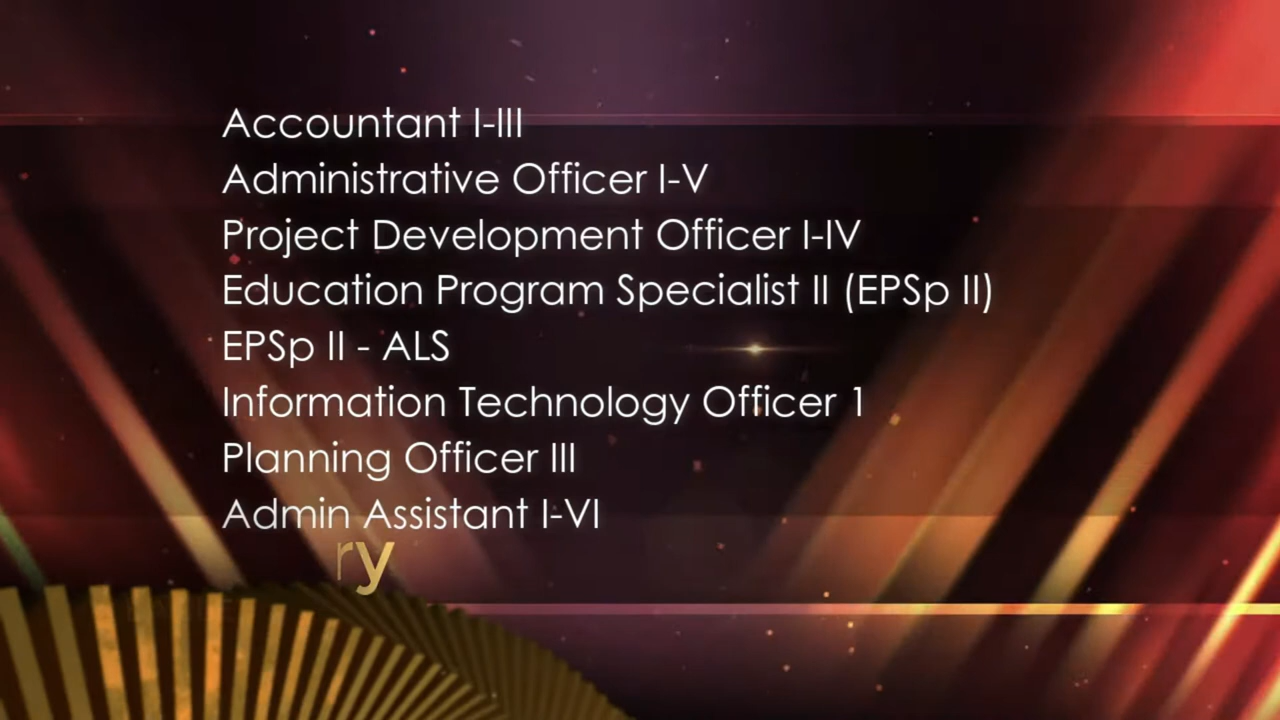 Accountant I-III
Administrative Officer I-V
Project Development Officer I-IV
Education Program Specialist II (EPSp II)
EPSp II - ALS
Information Technology Officer 1
Planning Officer III
Admin Assistant I-VI
ry